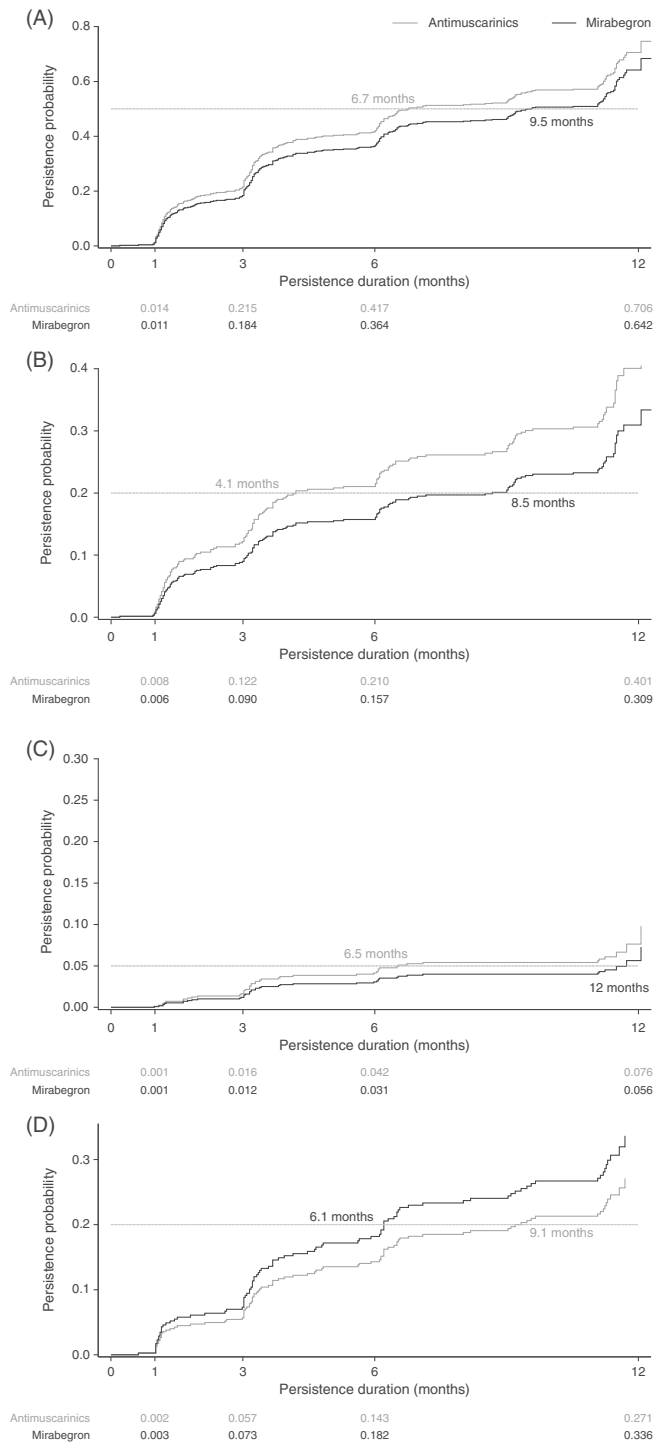 (A)
Antimuscarinics Mirabegron
Persistence probability
0.8
0.6
0.4
0.2
0.0
6.7 months
9.5 months
0 1 3 6 12
Persistence duration (months)
Antimuscarinics 0.014 0.215 0.417 0.706
Mirabegron 0.011 0.184 0.364 0.642
(B)
Persistence probability
0.4
0.3
0.2
0.1
0.0
4.1 months
8.5 months
0 1 3 6 12
Persistence duration (months)
Antimuscarinics 0.008 0.122 0.210 0.401
Mirabegron 0.006 0.090 0.157 0.309
(C)
Persistence probability
0.30
0.25
0.20
0.15
0.10
0.05
0.00
6.5 months
12 months
0 1 3 6 12
Persistence duration (months)
Antimuscarinics 0.001 0.016 0.042 0.076
Mirabegron 0.001 0.012 0.031 0.056
(D)
Persistence probability
0.3
0.2
0.1
0.0
6.1 months
9.1 months
0 1 3 6 12
Persistence duration (months)
Antimuscarinics 0.002 0.057 0.143 0.271
Mirabegron 0.003 0.073 0.182 0.336